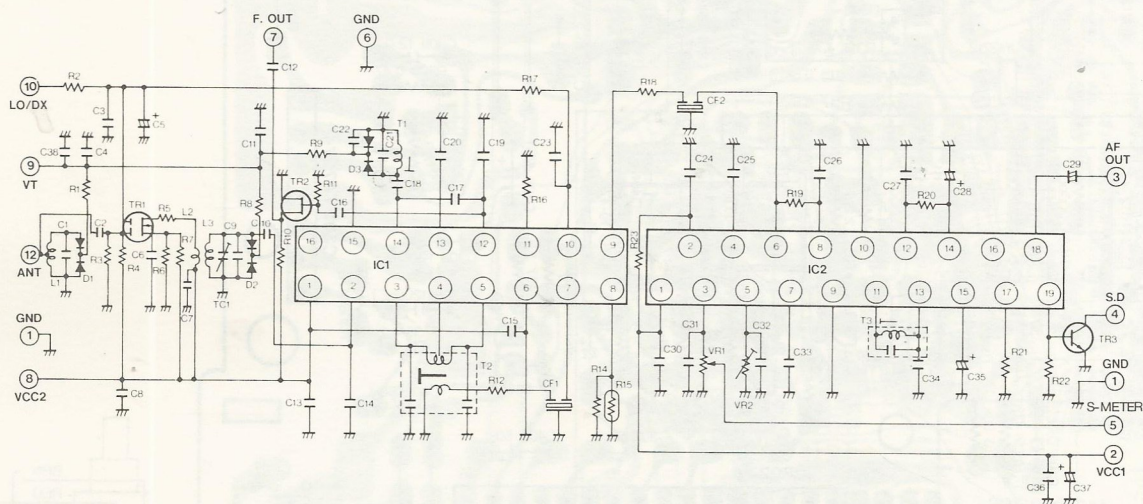 F. OUT
7
GND
6
C12
10
LO/DX
R2
C3
C5
R17
R18
CF2
C38
C4
C11
C22
R9
D3
C21
T1
C18
C20
C19
C17
C23
R16
C24
C25
C26
R19
C27
R20
C28
C29
AF
OUT
3
9
VT
R1
TR1
R5
L2
L3
C9
R8
C10
TR2
R11
C16
R10
R23
12
ANT
C1
L1
D1
C2
R3
R4
C6
R6
R7
C7
TC1
D2
16 15 14 13 12 11 10 9
IC1
1 2 3 4 5 6 7 8
2 4 6 8 10 12 14 16 18
IC2
1 3 5 7 9 11 13 15 17 19
S.D
4
TR3
GND
1
8
VCC2
C8
C13
C14
C15
T2
R12
CF1
R14
R15
C30
C31
VR1
C32
VR2
C33
T3
C34
C35
R21
R22
GND
1
S-METER
5
2
VCC1
C36
C37